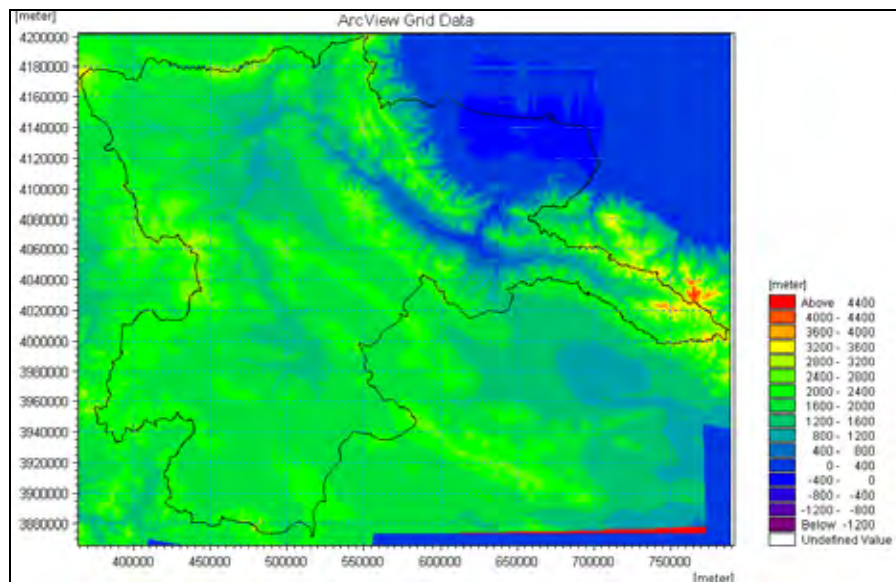 [meter]
ArcView Grid Data
4200000
4180000
4160000
4140000
4120000
4100000
4080000
4060000
4040000
4020000
4000000
3980000
3960000
3940000
3920000
3900000
3880000
400000 450000 500000 550000 600000 650000 700000 750000
[meter]
[meter]
Above 4400
4000 - 4400
3600 - 4000
3200 - 3600
2800 - 3200
2400 - 2800
2000 - 2400
1600 - 2000
1200 - 1600
800 - 1200
400 - 800
0 - 400
-400 - 0
-800 - -400
-1200 - -800
Below -1200
Undefined Value